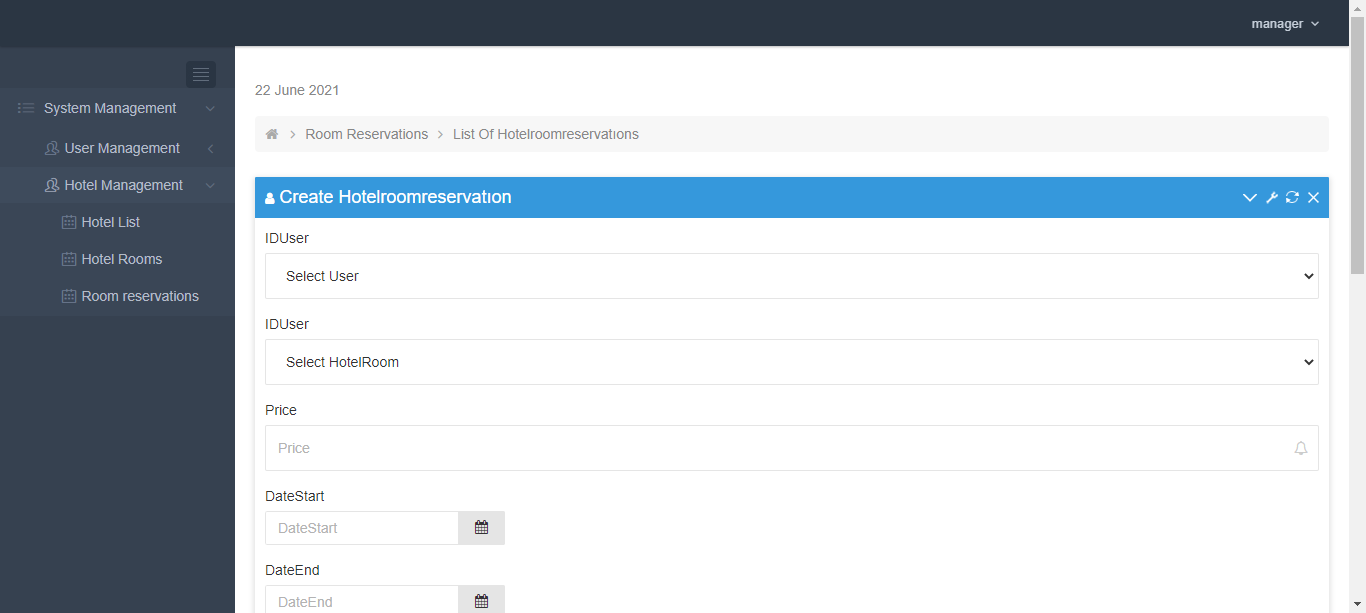 manager
22 June 2021
System Management
Room Reservations
List Of Hotelroomreservatıons
User Management
Hotel Management
Create Hotelroomreservatıon
Hotel List
IDUser
Hotel Rooms
Select User
Room reservations
IDUser
Select HotelRoom
Price
Price
DateStart
DateStart
DateEnd
DateEnd